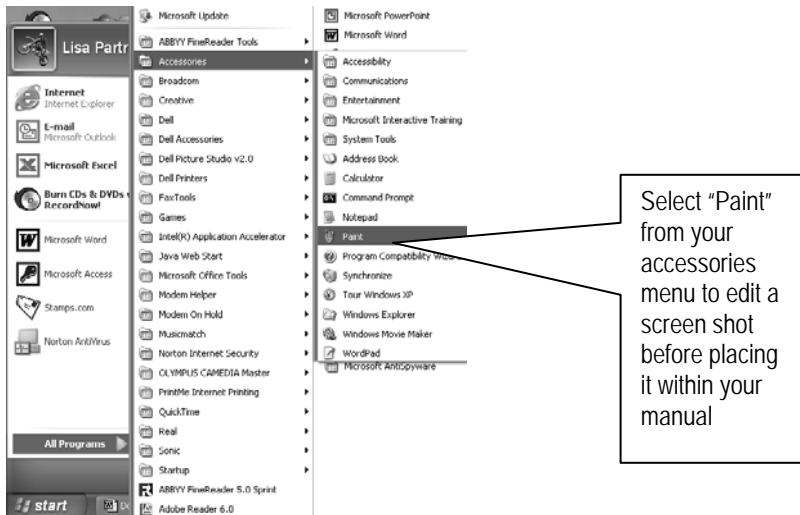 Lisa Partr
Internet
Internet Explorer
E-mail
Microsoft Outlook
Microsoft Excel
Burn CDs & DVDs
RecordNow!
Microsoft Word
Microsoft Access
Stamps.com
Norton AntiVirus
All Programs
start
Microsoft Update
ABBYY FineReader Tools
Accessories
Broadcom
Creative
Dell
Dell Accessories
Dell Picture Studio v2.0
Dell Printers
FaxTools
Games
Intel(R) Application Accelerator
Java Web Start
Microsoft Office Tools
Modem Helper
Modem On Hold
Musicmatch
Norton Internet Security
OLYMPUS CAMEDIA Master
PrintMe Internet Printing
QuickTime
Real
Sonic
Startup
ABBYY FineReader 5.0 Sprint
Adobe Reader 6.0
Microsoft PowerPoint
Microsoft Word
Accessibility
Communications
Entertainment
Microsoft Interactive Training
System Tools
Address Book
Calculator
Command Prompt
Notepad
Paint
Program Compatibility
Synchronize
Tour Windows XP
Windows Explorer
Windows Movie Maker
WordPad
Microsoft AntiSpyware
Select “Paint”
from your
accessories
menu to edit a
screen shot
before placing
it within your
manual